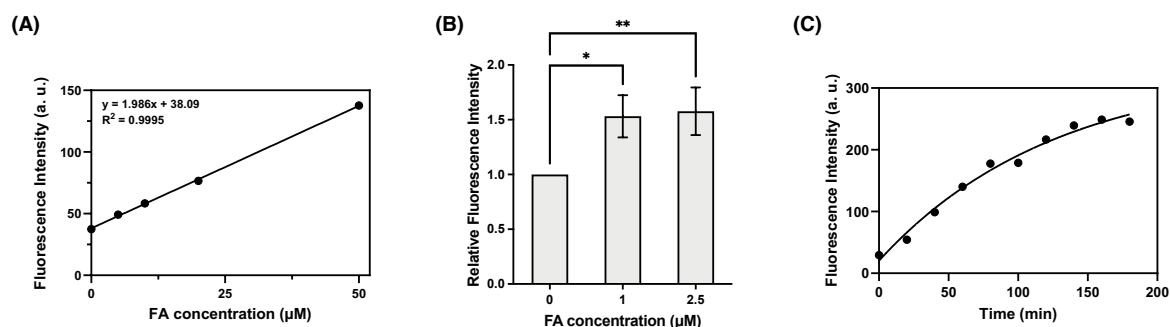 (A)
Fluorescence Intensity (a. u.)
150
100
50
0
y = 1.986x + 38.09
R² = 0.9995
0
25
50
FA concentration (µM)
(B)
Relative Fluorescence Intensity
2.0
1.5
1.0
0.5
0.0
*
**
0
1
2.5
FA concentration (µM)
(C)
Fluorescence Intensity (a. u.)
300
200
100
0
0
50
100
150
200
Time (min)